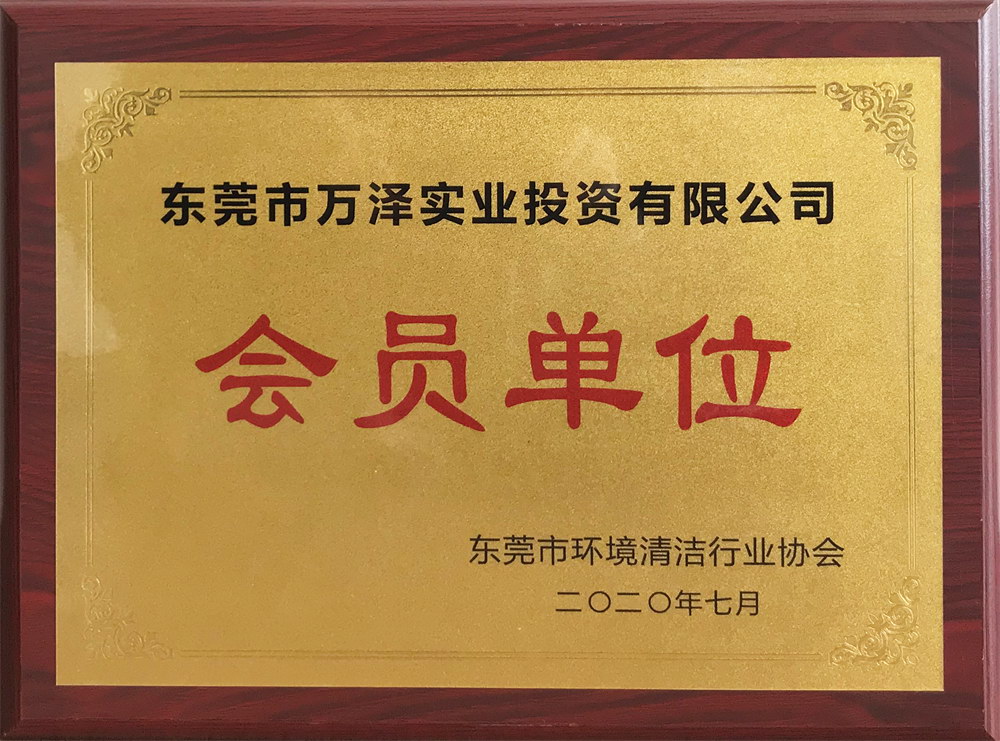 东莞市万泽实业投资有限公司
会员单位
东莞市环境清洁行业协会
二〇二〇年七月